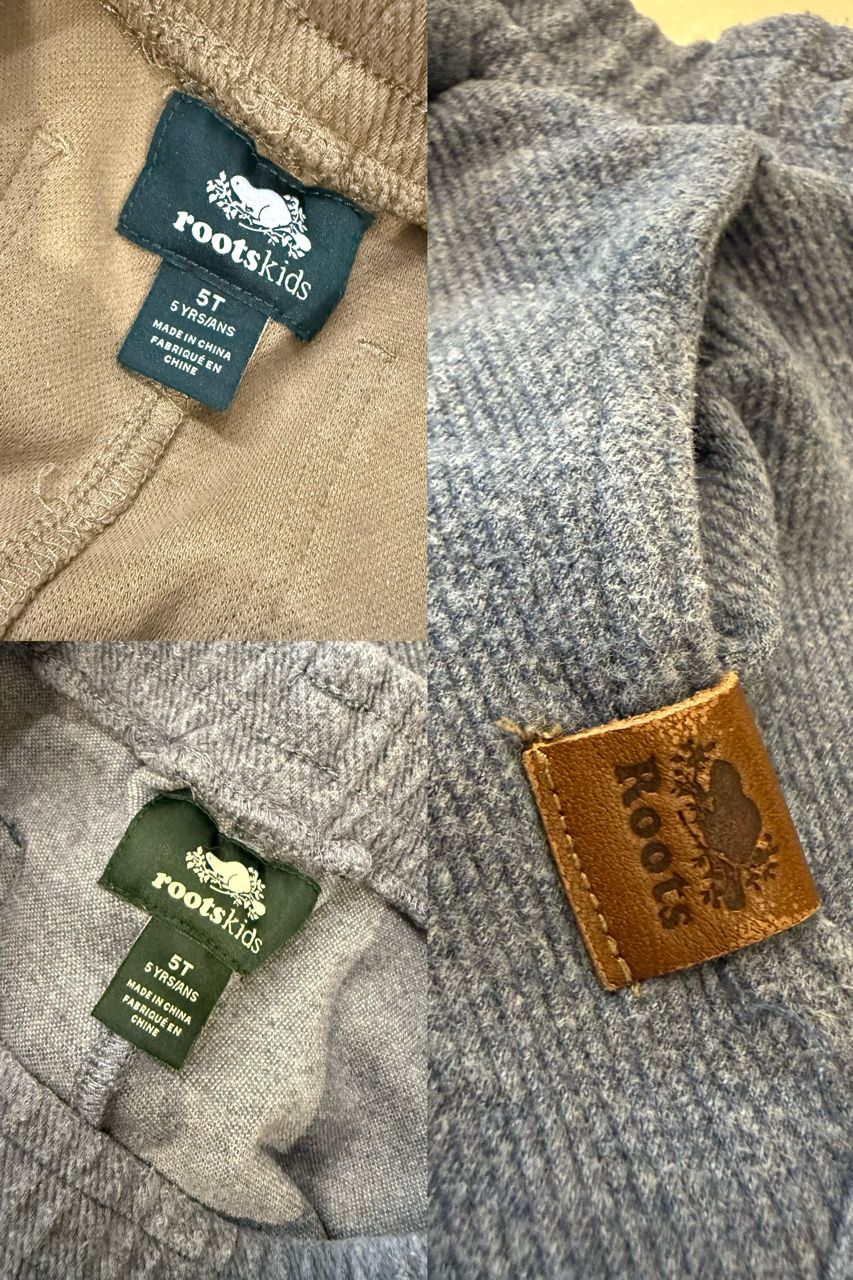 rootskids
5T
5 YRS/ANS
MADE IN CHINA
FABRIQUÉ EN
CHINE
rootskids
5T
5 YRS/ANS
MADE IN CHINA
FABRIQUÉ EN
CHINE
Roots